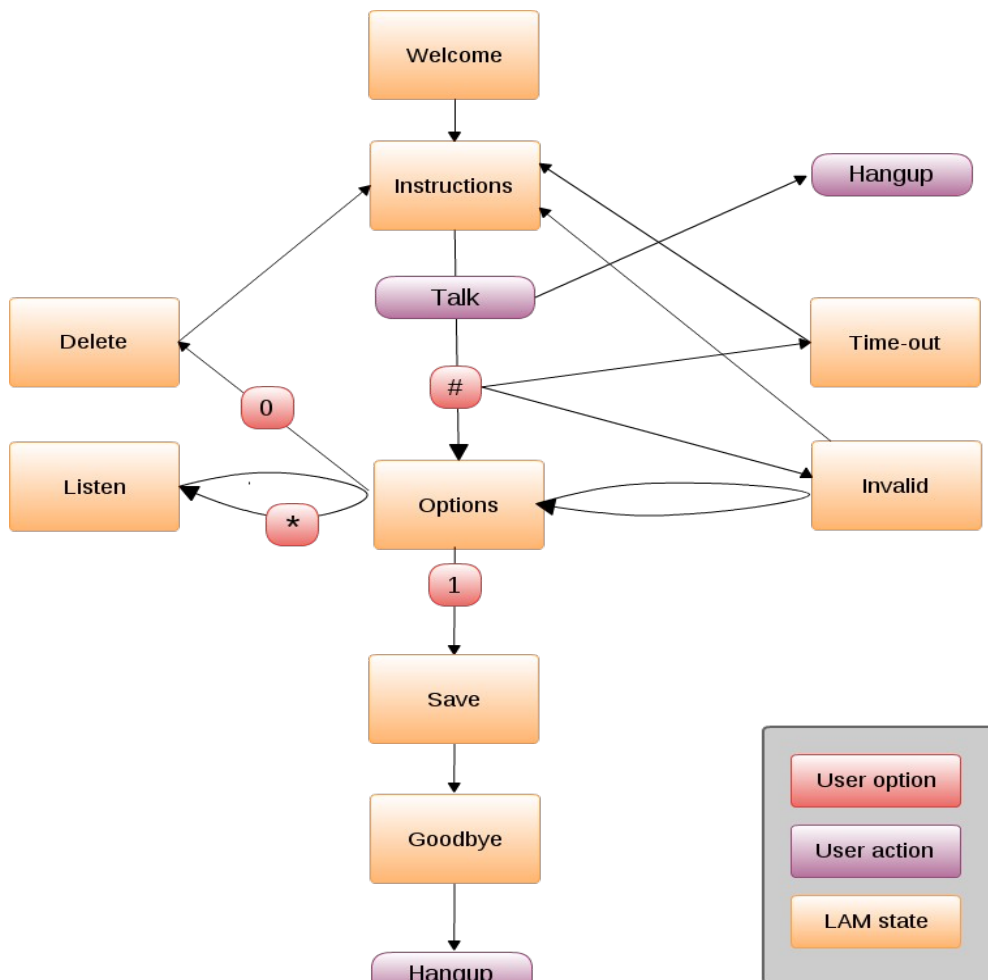 Welcome
Instructions
Hangup
Talk
Delete
Time-out
#
0
Listen
*
Options
Invalid
1
Save
Goodbye
Hangup
User option
User action
LAM state